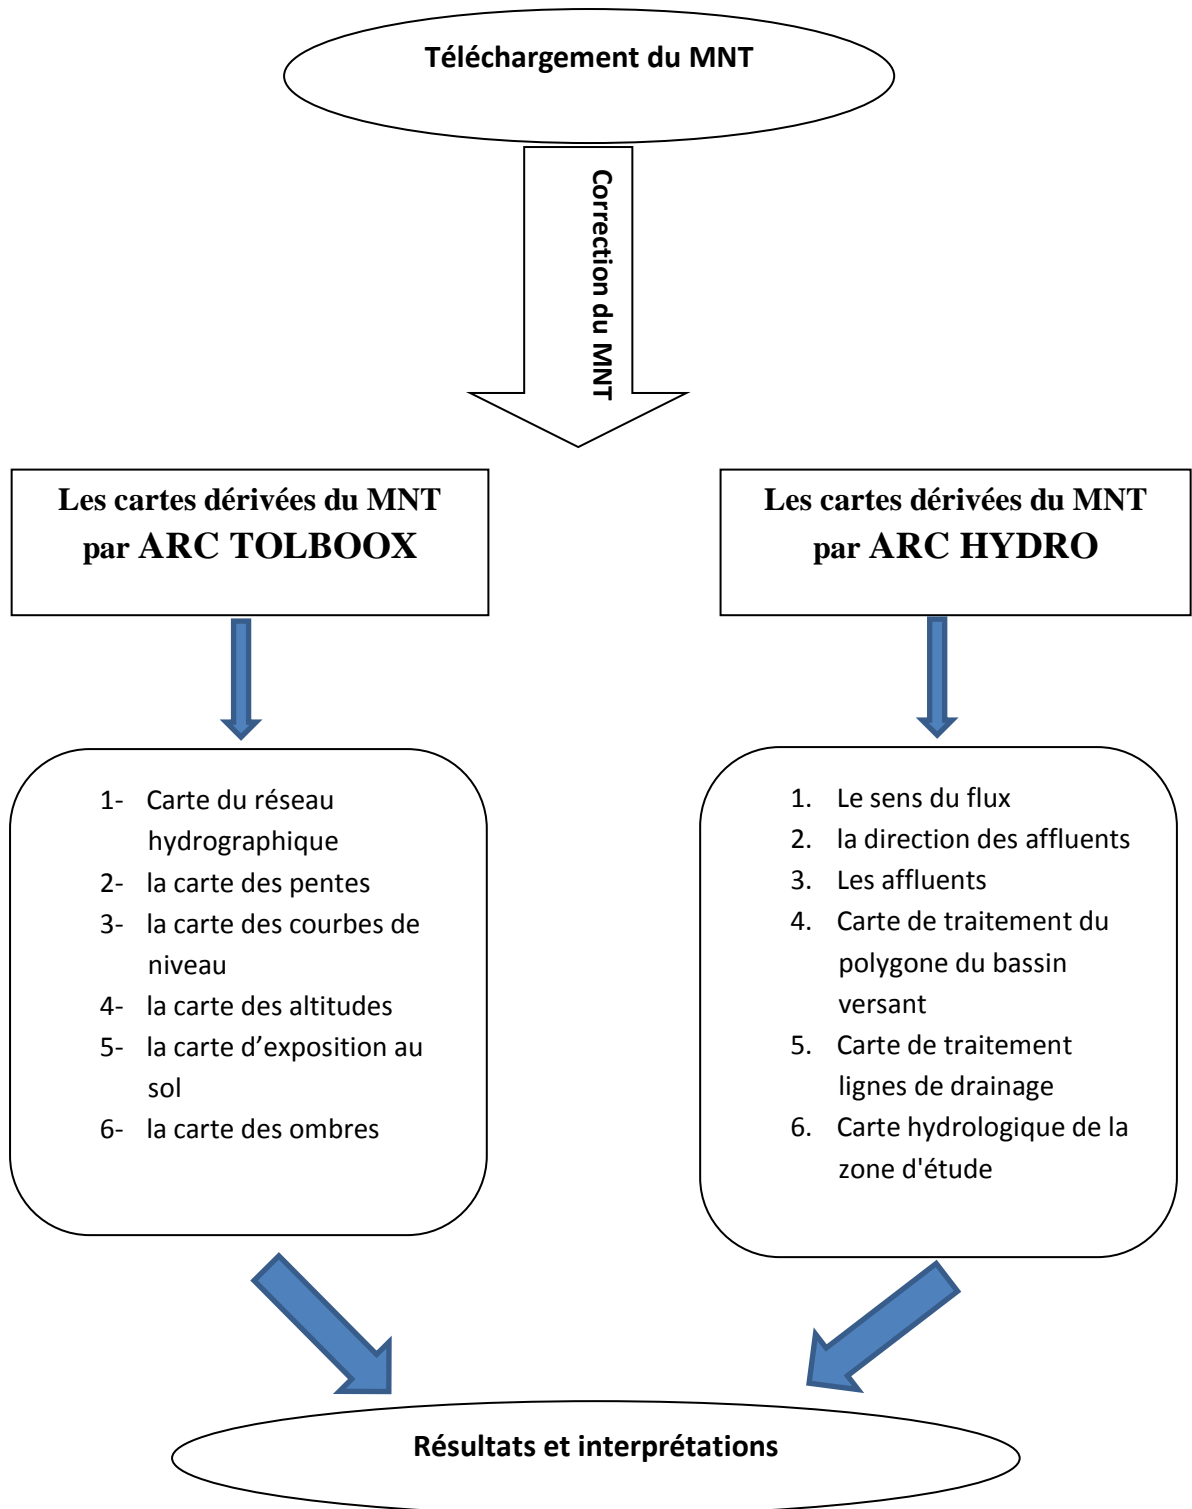 Téléchargement du MNT
Correction du MNT
Les cartes dérivées du MNT
par ARC TOLBOOX
1- Carte du réseau
hydrographique
2- la carte des pentes
3- la carte des courbes de
niveau
4- la carte des altitudes
5- la carte d’exposition au
sol
6- la carte des ombres
Les cartes dérivées du MNT
par ARC HYDRO
1. Le sens du flux
2. la direction des affluents
3. Les affluents
4. Carte de traitement du
polygone du bassin
versant
5. Carte de traitement
lignes de drainage
6. Carte hydrologique de la
zone d'étude
Résultats et interprétations